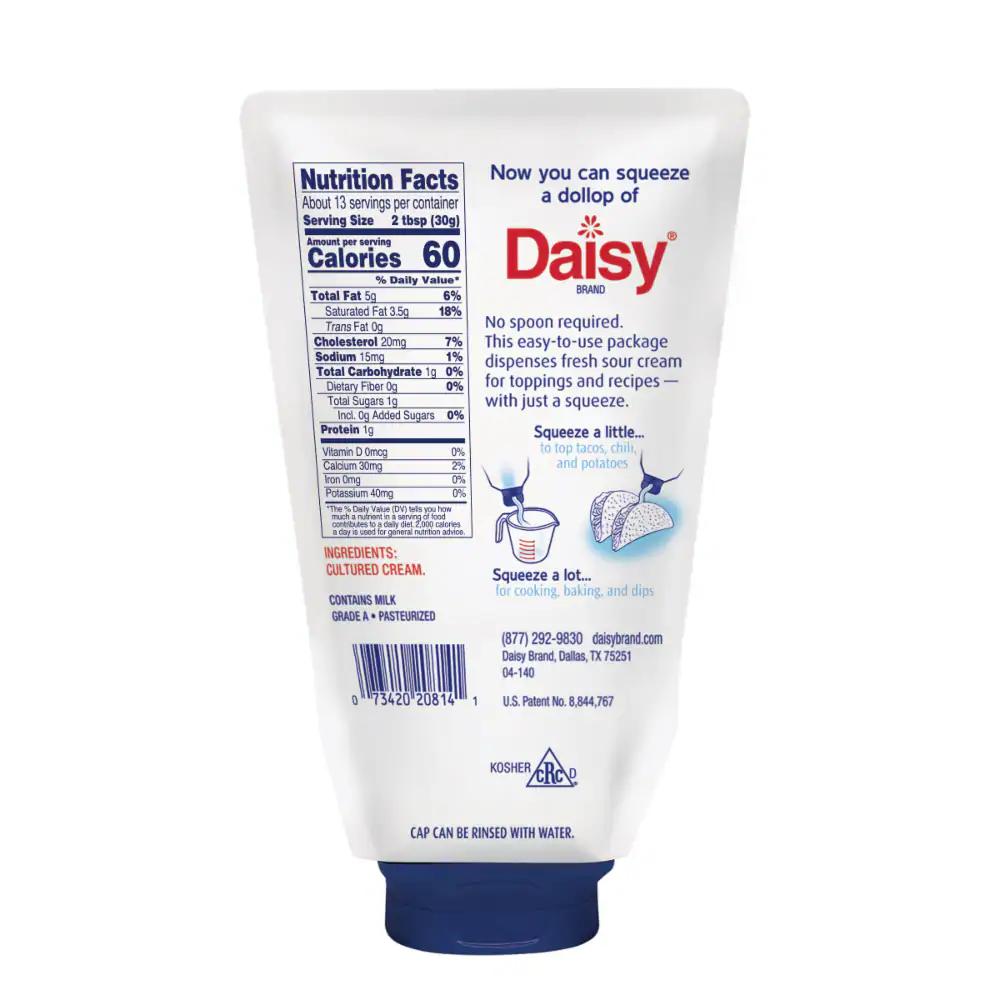 Nutrition Facts
About 13 servings per container
Serving Size 2 tbsp (30g)
Amount per serving
Calories 60
% Daily Value*
Total Fat 5g 6%
Saturated Fat 3.5g 18%
Trans Fat 0g
Cholesterol 20mg 7%
Sodium 15mg 1%
Total Carbohydrate 1g 0%
Dietary Fiber 0g 0%
Total Sugars 1g
Incl. 0g Added Sugars 0%
Protein 1g
Vitamin D 0mcg 0%
Calcium 30mg 2%
Iron 0mg 0%
Potassium 40mg 0%
*The % Daily Value (DV) tells you how
much a nutrient in a serving of food
contributes to a daily diet. 2,000 calories
a day is used for general nutrition advice.
INGREDIENTS:
CULTURED CREAM.
CONTAINS MILK
GRADE A • PASTEURIZED
0 73420 20814 1
Now you can squeeze
a dollop of
Daisy®
BRAND
No spoon required.
This easy-to-use package
dispenses fresh sour cream
for toppings and recipes —
with just a squeeze.
Squeeze a little...
to top tacos, chili,
and potatoes
Squeeze a lot...
for cooking, baking, and dips
(877) 292-9830 daisybrand.com
Daisy Brand, Dallas, TX 75251
04-140
U.S. Patent No. 8,844,767
KOSHER cRc D
CAP CAN BE RINSED WITH WATER.